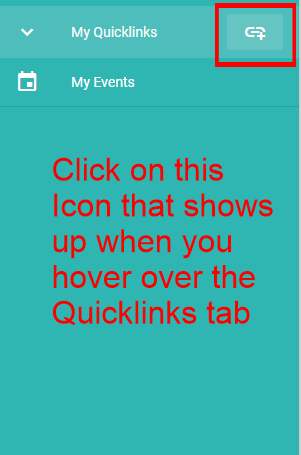 My Quicklinks
My Events
Click on this
Icon that shows
up when you
hover over the
Quicklinks tab